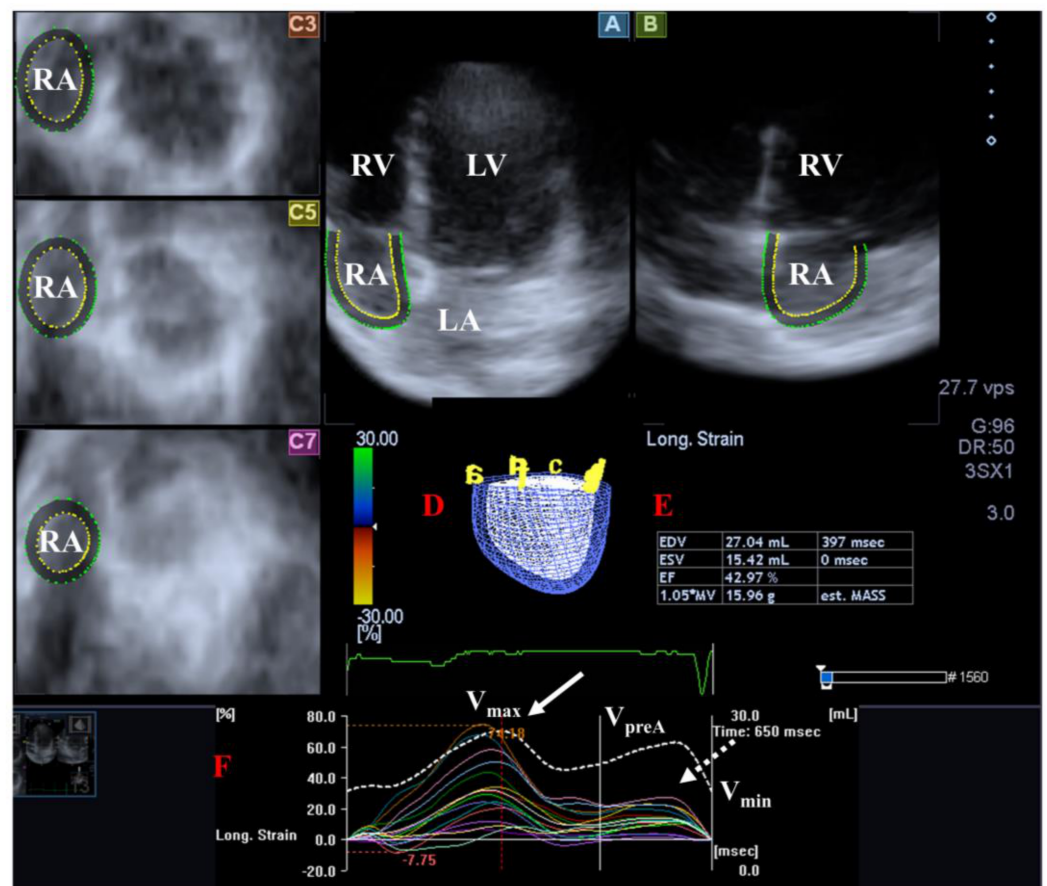 C3
RA
C5
RA
C7
RA
A
RV
LV
RA
LA
B
RV
RA
27.7 vps
G:96
DR:50
3SX1
3.0
30.00
-30.00
[%]
D
C
Long. Strain
E
EDV 27.04 mL 397 msec
ESV 15.42 mL 0 msec
EF 42.97 %
1.05*MV 15.96 g est. MASS
# 1560
F
[%]
80.0
60.0
40.0
20.0
0.0
-20.0
Long. Strain
Vmax
74.18
-7.75
VpreA
Vmin
30.0 [mL]
Time: 650 msec
[msec]
0.0